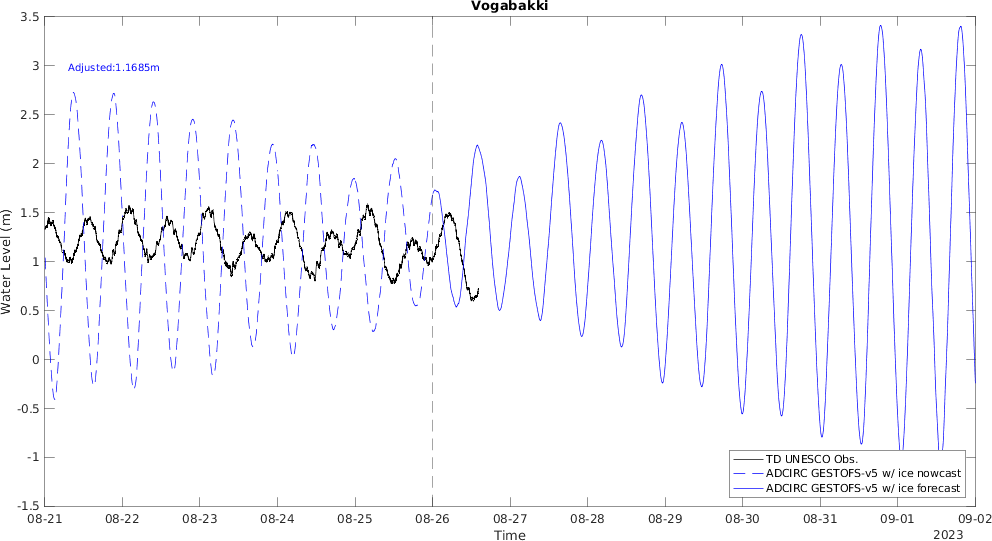 Vogabakki
3.5
3
2.5
2
1.5
1
0.5
0
-0.5
-1
-1.5
Water Level (m)
Adjusted:1.1685m
TD UNESCO Obs.
ADCIRC GESTOFS-v5 w/ ice nowcast
ADCIRC GESTOFS-v5 w/ ice forecast
08-21 08-22 08-23 08-24 08-25 08-26 08-27 08-28 08-29 08-30 08-31 09-01 09-02
Time
2023